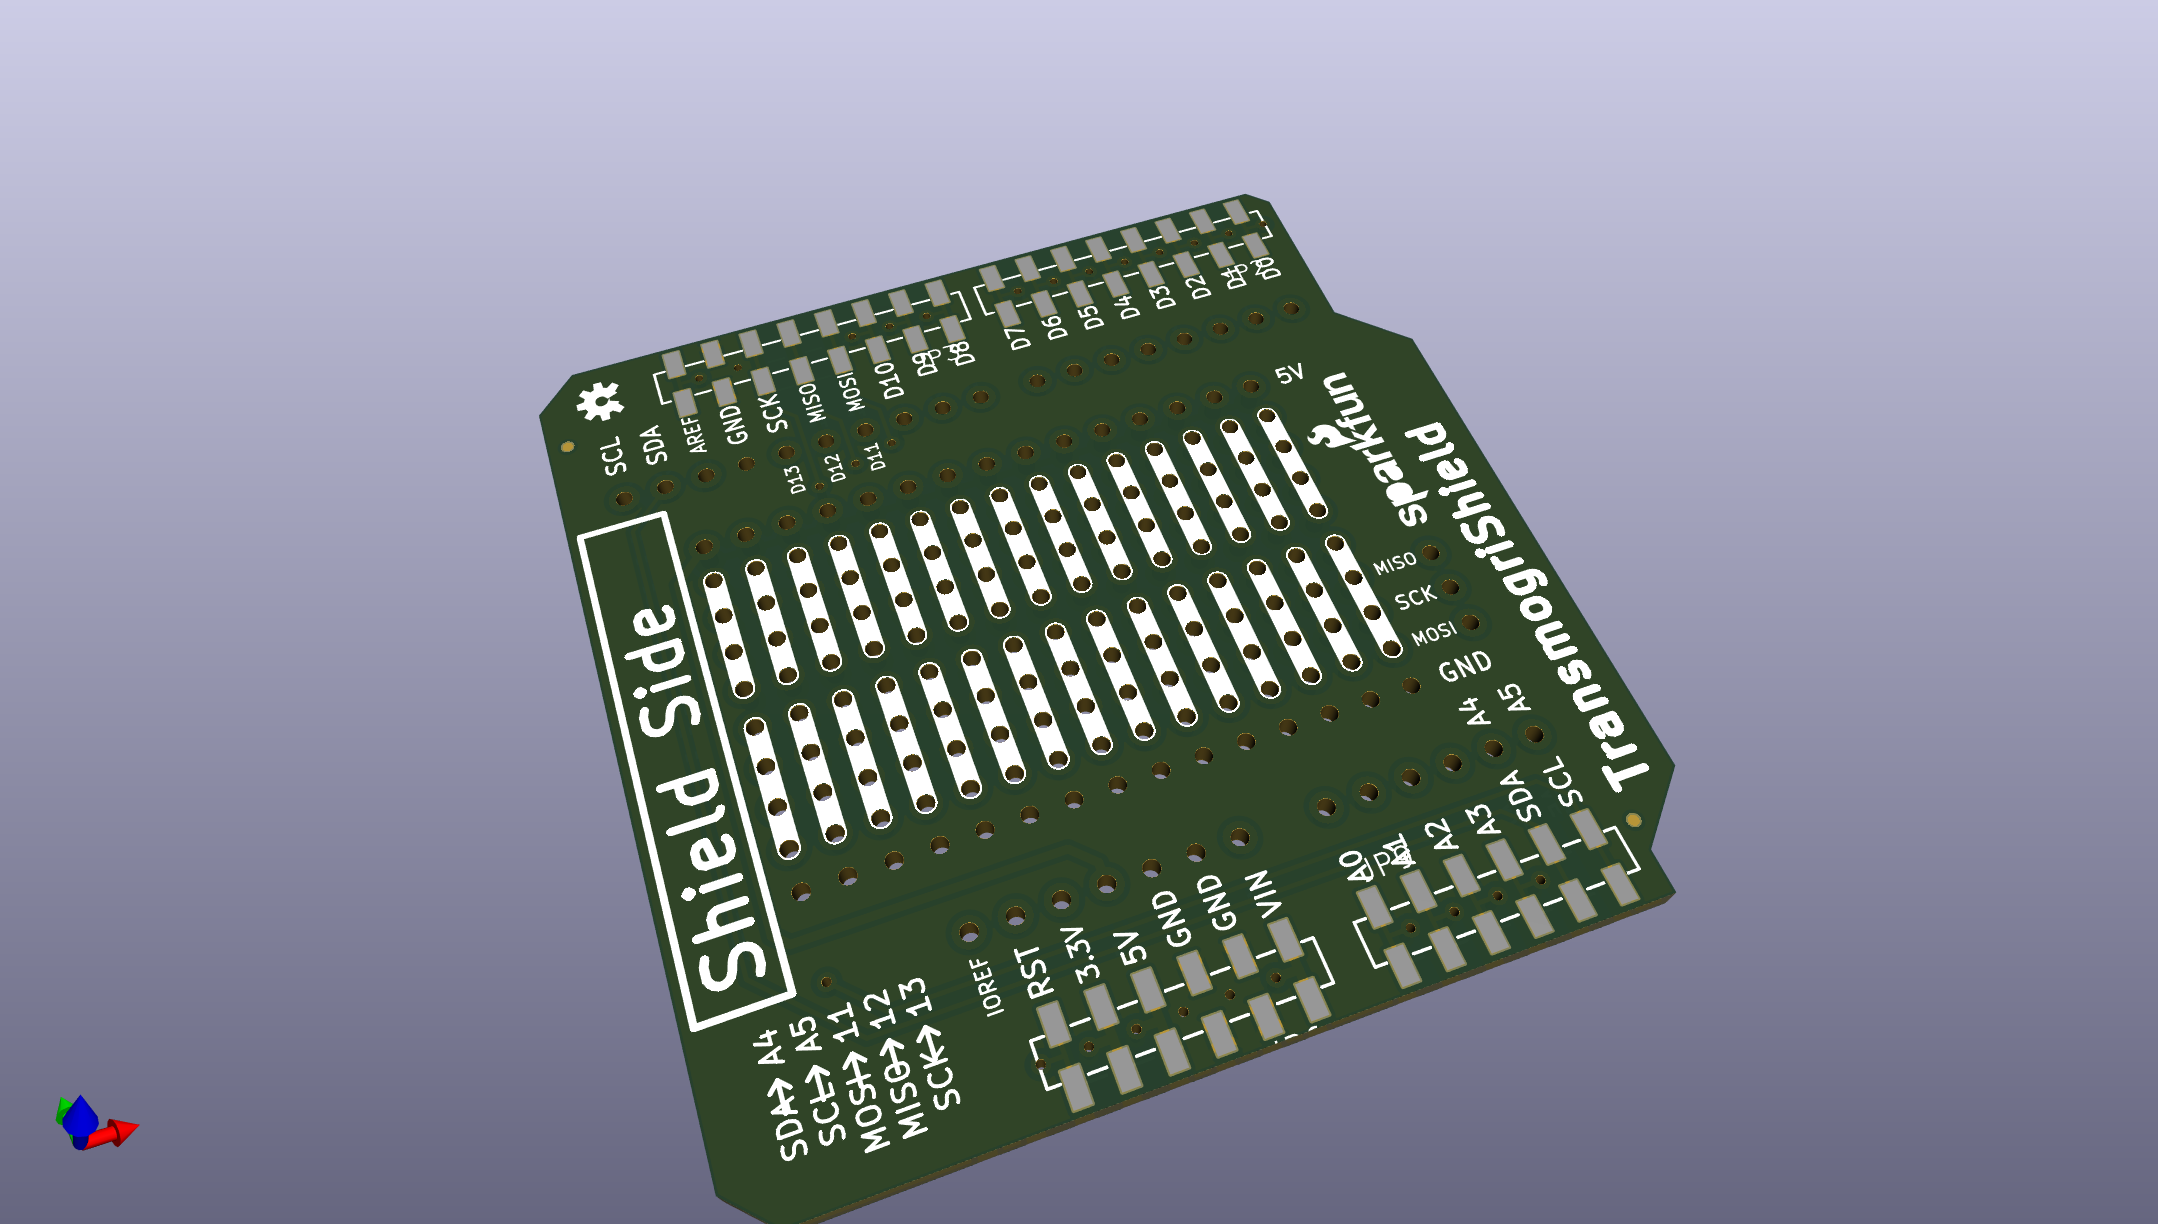 D7
D6
D5
D4
D3
D2
D0
SCL
SDA
AREF
GND
SCK
MISO
MOSI
D10
D9
D8
D13
D12
D11
5V
sparkfun
TransmogriShield
MISO
SCK
MOSI
GND
A4
A5
Shield Side
A0
A1
A2
A3
SDA
SCL
IOREF
RST
3.3V
5V
GND
GND
VIN
SDA→A4
SCL→A5
MOSI→11
MISO→12
SCK→13